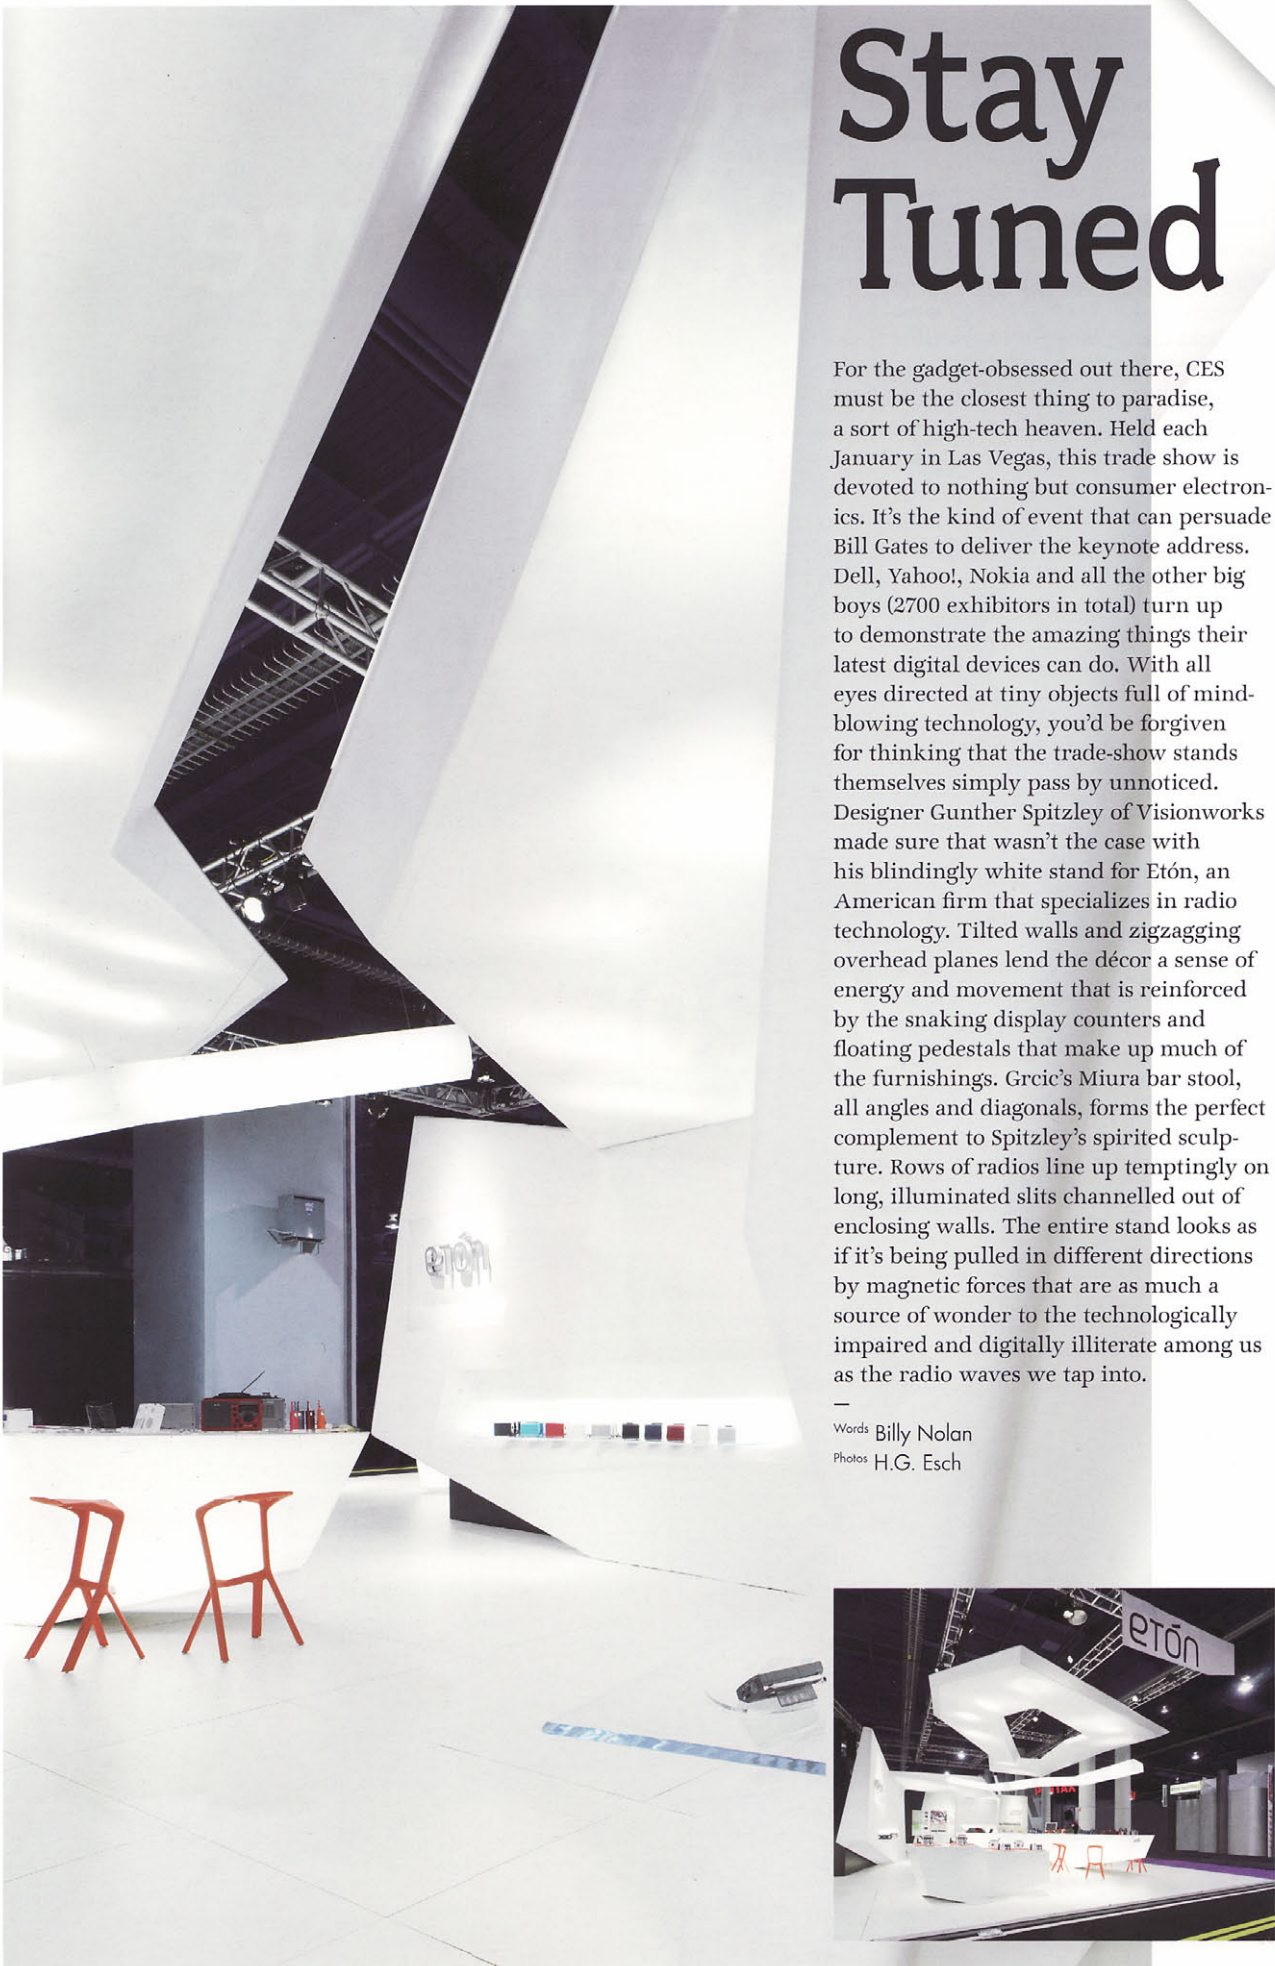 Stay
Tuned
For the gadget-obsessed out there, CES
must be the closest thing to paradise,
a sort of high-tech heaven. Held each
January in Las Vegas, this trade show is
devoted to nothing but consumer electron-
ics. It's the kind of event that can persuade
Bill Gates to deliver the keynote address.
Dell, Yahoo!, Nokia and all the other big
boys (2700 exhibitors in total) turn up
to demonstrate the amazing things their
latest digital devices can do. With all
eyes directed at tiny objects full of mind-
blowing technology, you'd be forgiven
for thinking that the trade-show stands
themselves simply pass by unnoticed.
Designer Gunther Spitzley of Visionworks
made sure that wasn't the case with
his blindingly white stand for Etón, an
American firm that specializes in radio
technology. Tilted walls and zigzagging
overhead planes lend the décor a sense of
energy and movement that is reinforced
by the snaking display counters and
floating pedestals that make up much of
the furnishings. Grcic's Miura bar stool,
all angles and diagonals, forms the perfect
complement to Spitzley's spirited sculp-
ture. Rows of radios line up temptingly on
long, illuminated slits channelled out of
enclosing walls. The entire stand looks as
if it's being pulled in different directions
by magnetic forces that are as much a
source of wonder to the technologically
impaired and digitally illiterate among us
as the radio waves we tap into.
—
Words Billy Nolan
Photos H.G. Esch
eTÓn
eTÓn